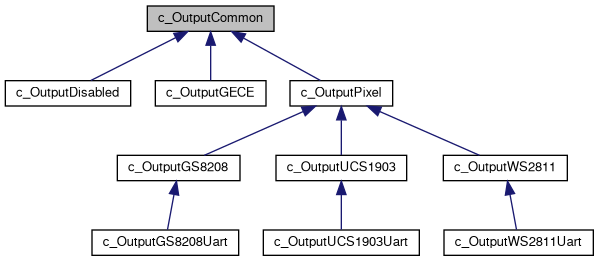 c_OutputCommon
c_OutputDisabled
c_OutputGECE
c_OutputPixel
c_OutputGS8208
c_OutputUCS1903
c_OutputWS2811
c_OutputGS8208Uart
c_OutputUCS1903Uart
c_OutputWS2811Uart